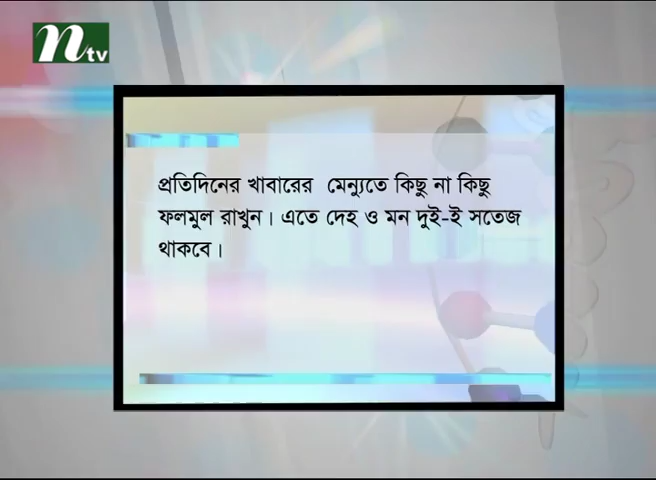 ntv
প্রতিদিনের খাবারের মেন্যুতে কিছু না কিছু
ফলমুল রাখুন। এতে দেহ ও মন দুই-ই সতেজ
থাকবে।